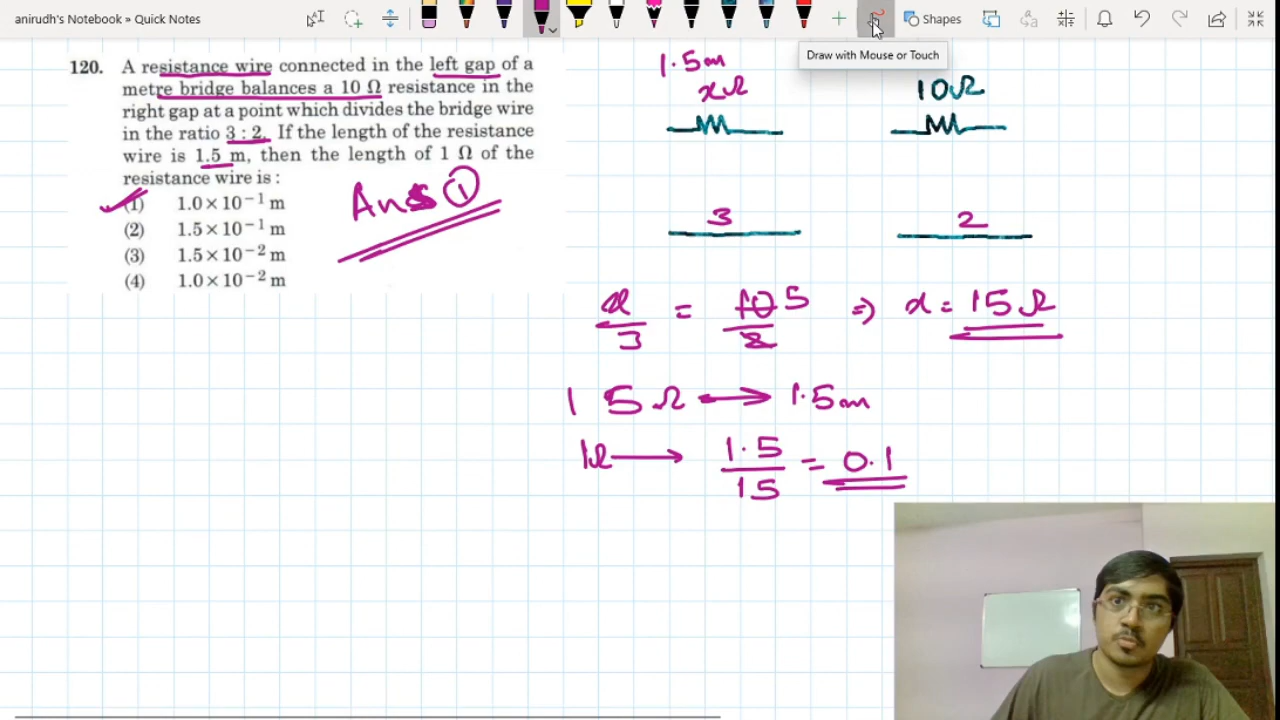 anirudh's Notebook » Quick Notes
Shapes
Draw with Mouse or Touch
120. A resistance wire connected in the left gap of a
metre bridge balances a 10 Ω resistance in the
right gap at a point which divides the bridge wire
in the ratio 3 : 2. If the length of the resistance
wire is 1.5 m, then the length of 1 Ω of the
resistance wire is :
(1) 1.0×10⁻¹ m
(2) 1.5×10⁻¹ m
(3) 1.5×10⁻² m
(4) 1.0×10⁻² m
Ans ①
1.5m
xΩ 10Ω
3 2
x/3 = 10/2 5 ⇒ x = 15Ω
15Ω → 1.5m
1Ω → 1.5/15 = 0.1